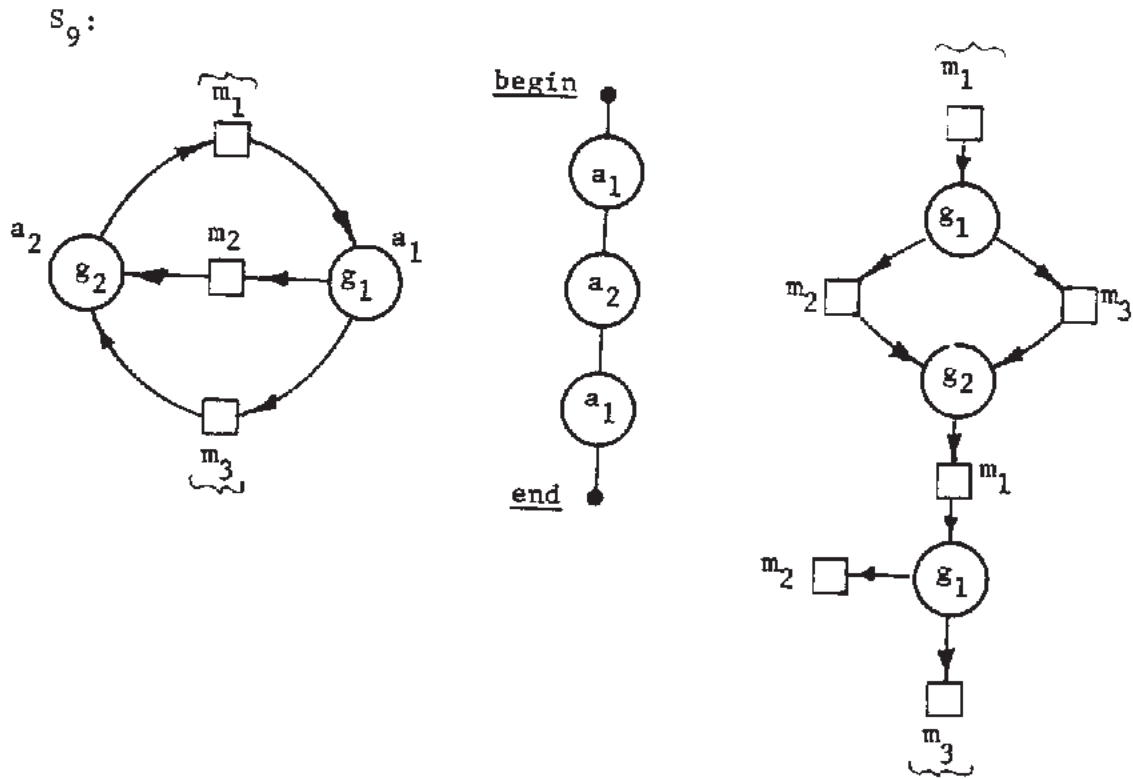 S₉:
m₁
a₂
g₂
m₂
g₁
a₁
m₃
begin
a₁
a₂
a₁
end
m₁
g₁
m₂
m₃
g₂
m₁
m₂
g₁
m₃